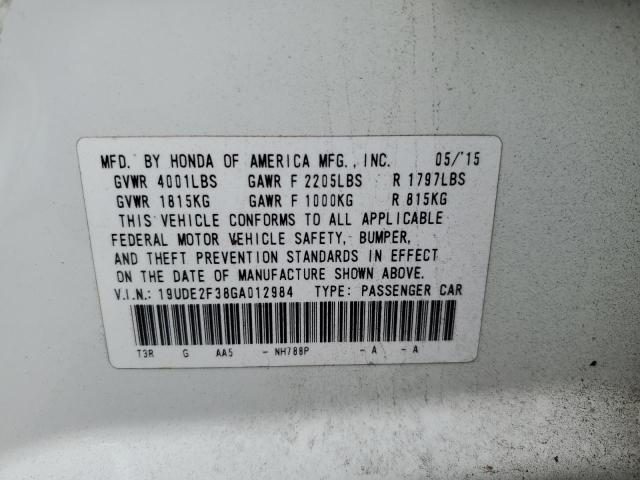 MFD. BY HONDA OF AMERICA MFG., INC. 05/'15
GVWR 4001LBS GAWR F 2205LBS R 1797LBS
GVWR 1815KG GAWR F 1000KG R 815KG
THIS VEHICLE CONFORMS TO ALL APPLICABLE
FEDERAL MOTOR VEHICLE SAFETY, BUMPER,
AND THEFT PREVENTION STANDARDS IN EFFECT
ON THE DATE OF MANUFACTURE SHOWN ABOVE.
V.I.N.: 19UDE2F38GA012984 TYPE: PASSENGER CAR
T3R G AA5 - NH788P - A - A